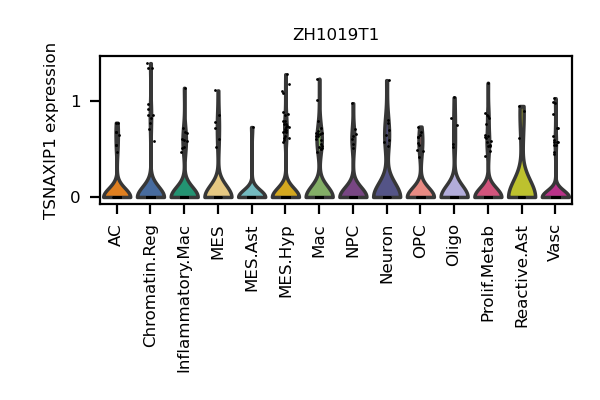 ZH1019T1
TSNAXIP1 expression
1
0
AC
Chromatin.Reg
Inflammatory.Mac
MES
MES.Ast
MES.Hyp
Mac
NPC
Neuron
OPC
Oligo
Prolif.Metab
Reactive.Ast
Vasc